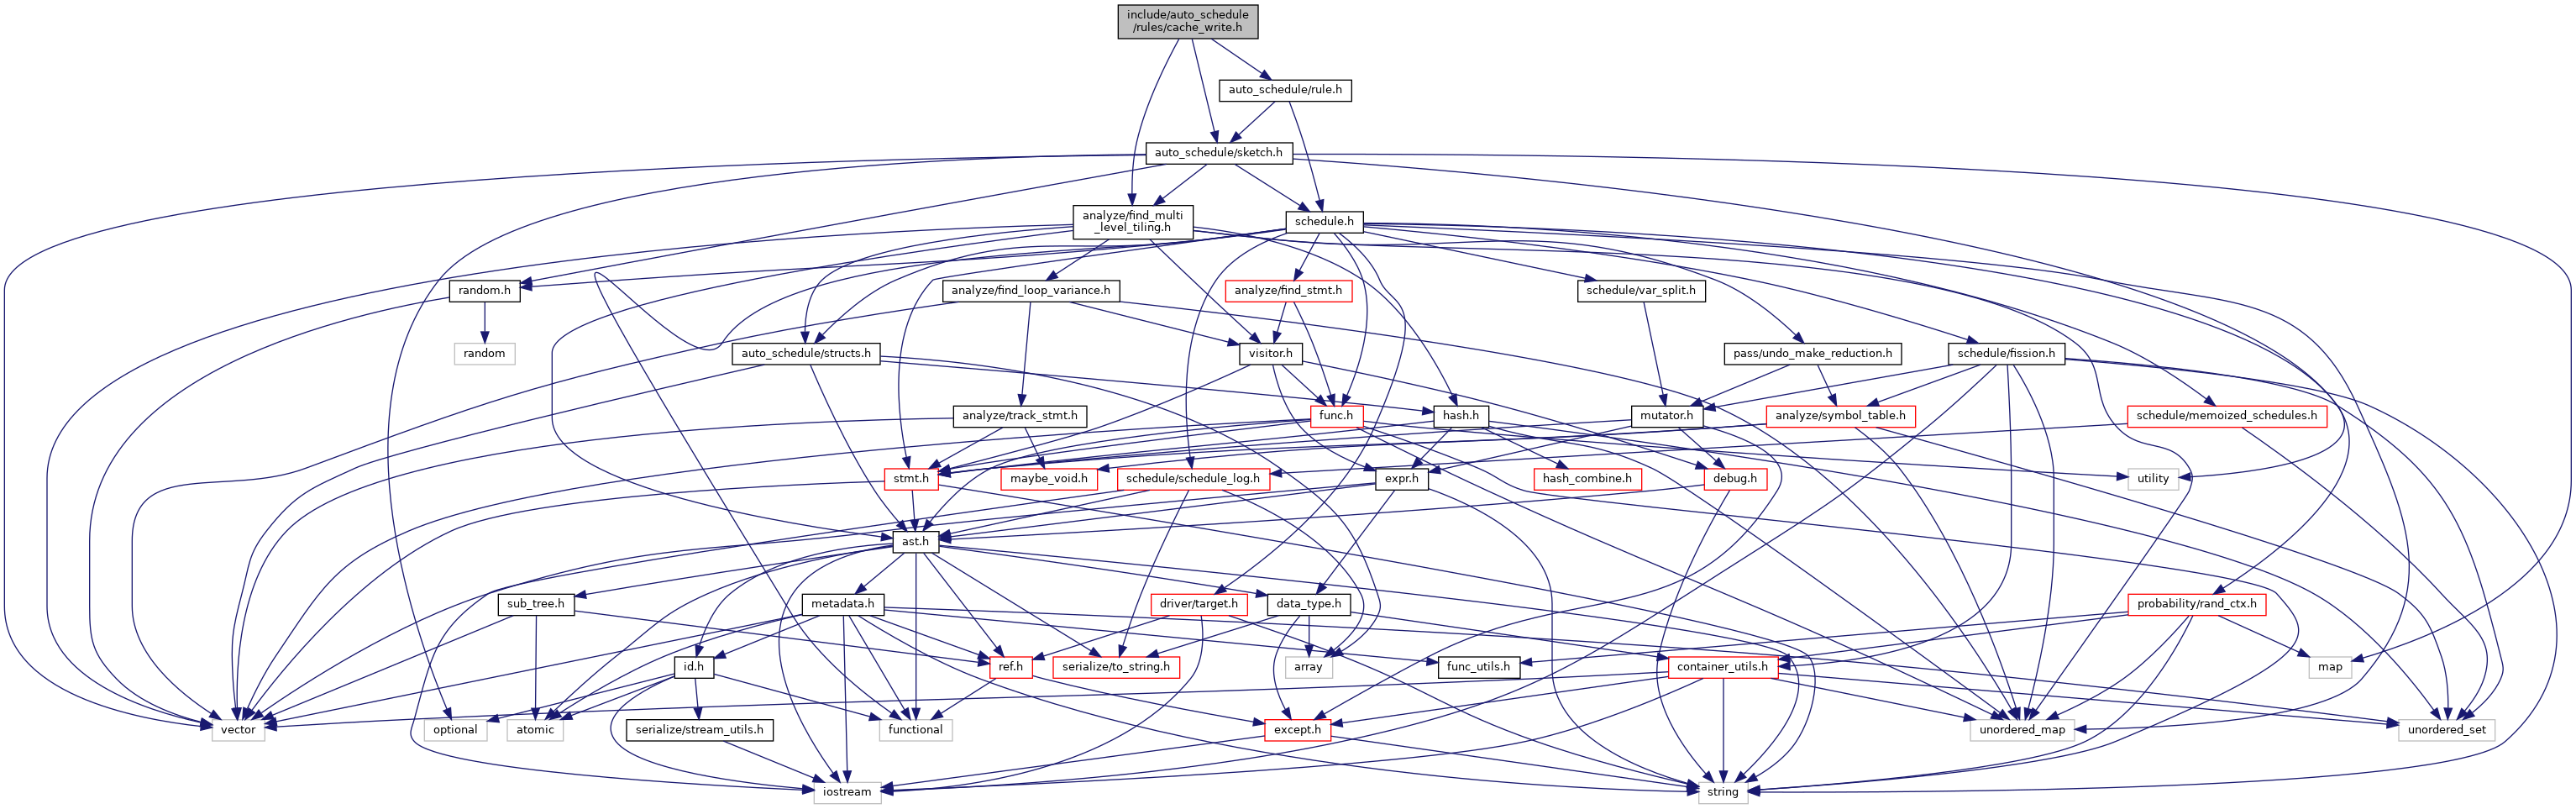 include/auto_schedule
/rules/cache_write.h
auto_schedule/rule.h
auto_schedule/sketch.h
analyze/find_multi
_level_tiling.h
schedule.h
random.h
analyze/find_loop_variance.h
analyze/find_stmt.h
schedule/var_split.h
random
auto_schedule/structs.h
visitor.h
pass/undo_make_reduction.h
schedule/fission.h
analyze/track_stmt.h
func.h
hash.h
mutator.h
analyze/symbol_table.h
schedule/memoized_schedules.h
stmt.h
maybe_void.h
schedule/schedule_log.h
expr.h
hash_combine.h
debug.h
utility
ast.h
sub_tree.h
metadata.h
driver/target.h
data_type.h
probability/rand_ctx.h
id.h
ref.h
serialize/to_string.h
array
func_utils.h
container_utils.h
map
vector
optional
atomic
serialize/stream_utils.h
functional
except.h
unordered_map
unordered_set
iostream
string